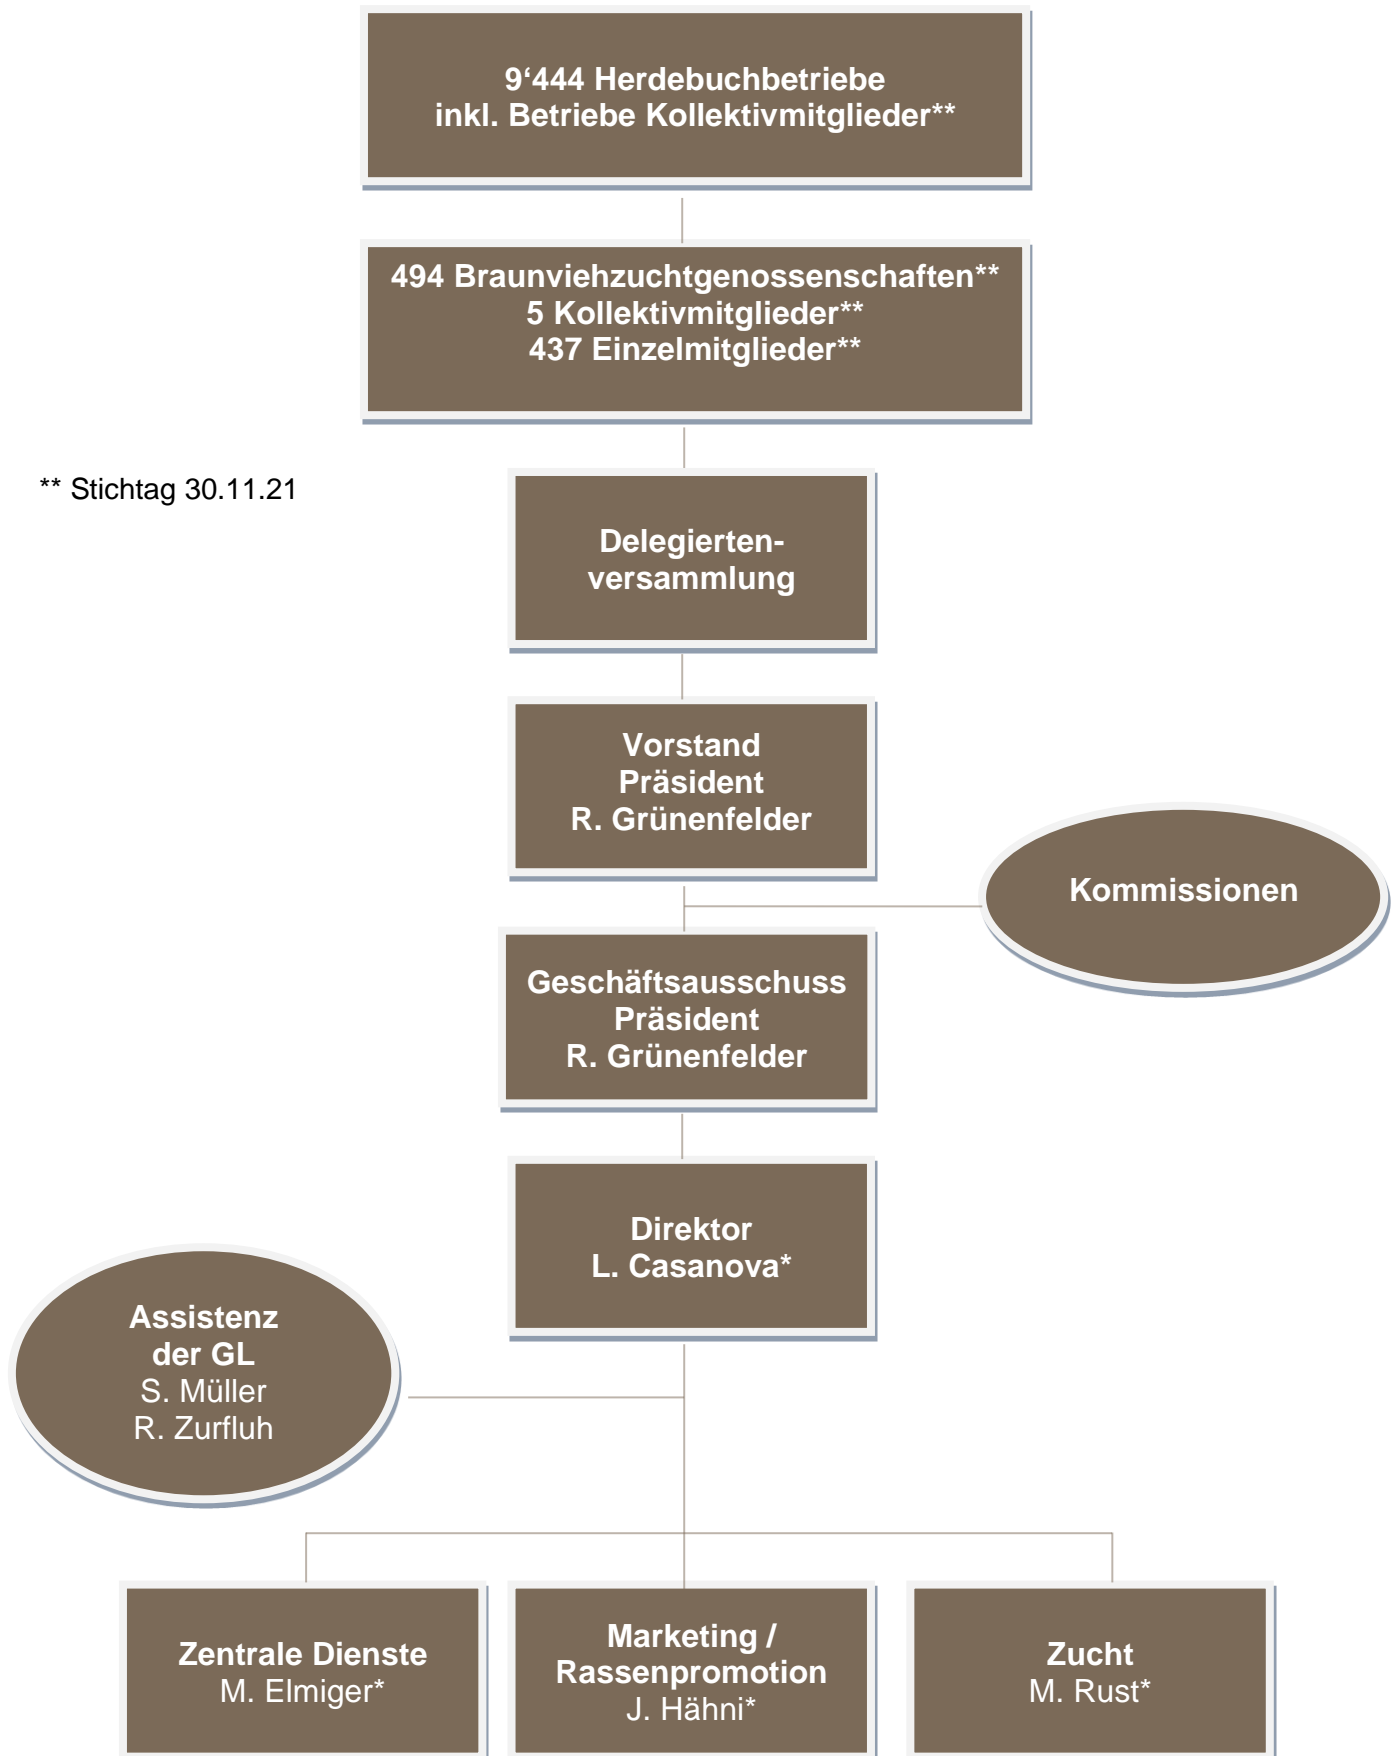 9‘444 Herdebuchbetriebe
inkl. Betriebe Kollektivmitglieder**
494 Braunviehzuchtgenossenschaften**
5 Kollektivmitglieder**
437 Einzelmitglieder**
** Stichtag 30.11.21
Delegierten-
versammlung
Vorstand
Präsident
R. Grünenfelder
Kommissionen
Geschäftsausschuss
Präsident
R. Grünenfelder
Direktor
L. Casanova*
Assistenz
der GL
S. Müller
R. Zurfluh
Zentrale Dienste
M. Elmiger*
Marketing /
Rassenpromotion
J. Hähni*
Zucht
M. Rust*